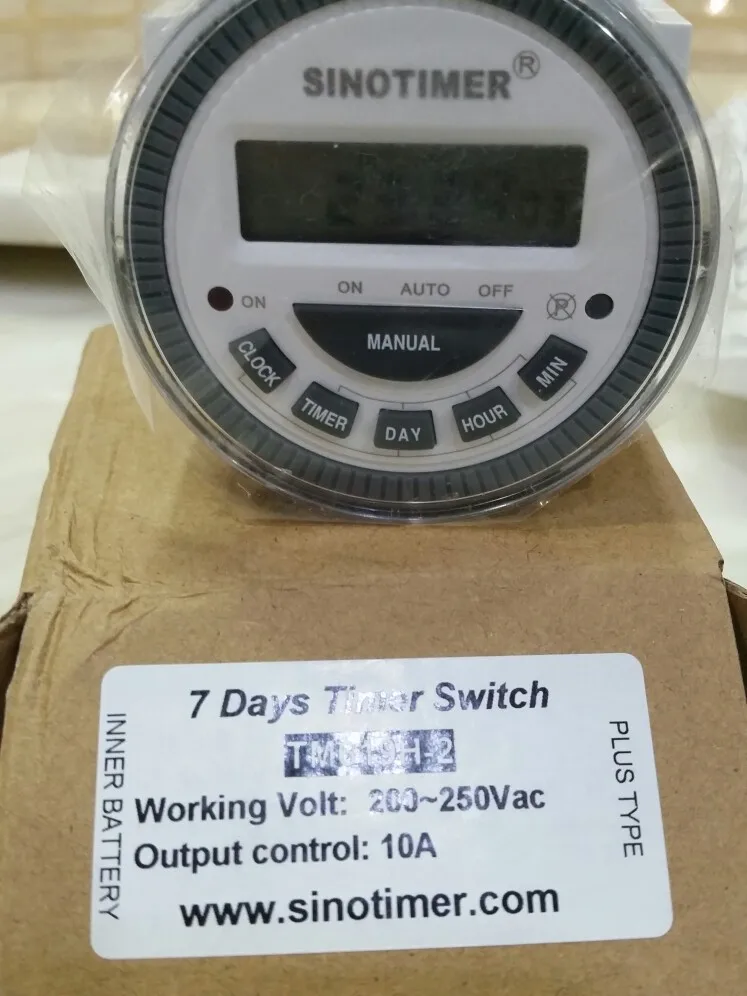 SINOTIMER®
ON AUTO OFF
ON
MANUAL
CLOCK
TIMER
DAY
HOUR
MIN
R
7 Days Timer Switch
INNER BATTERY
PLUS TYPE
Working Volt: 200~250Vac
Output control: 10A
www.sinotimer.com